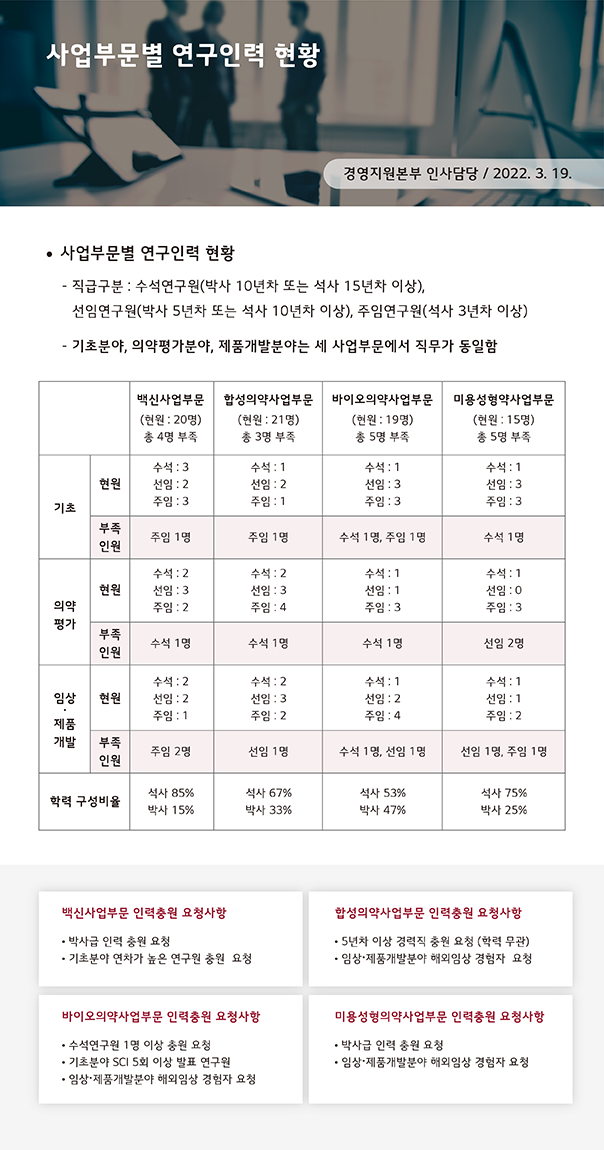 사업부문별 연구인력 현황
경영지원본부 인사담당 / 2022. 3. 19.
• 사업부문별 연구인력 현황
- 직급구분 : 수석연구원(박사 10년차 또는 석사 15년차 이상),
선임연구원(박사 5년차 또는 석사 10년차 이상), 주임연구원(석사 3년차 이상)
- 기초분야, 의약평가분야, 제품개발분야는 세 사업부문에서 직무가 동일함
백신사업부문 합성의약사업부문 바이오의약사업부문 미용성형약사업부문
(현원 : 20명) (현원 : 21명) (현원 : 19명) (현원 : 15명)
총 4명 부족 총 3명 부족 총 5명 부족 총 5명 부족
기초
현원
수석 : 3 수석 : 1 수석 : 1 수석 : 1
선임 : 2 선임 : 2 선임 : 3 선임 : 3
주임 : 3 주임 : 1 주임 : 3 주임 : 3
부족
인원
주임 1명 주임 1명 수석 1명, 주임 1명 수석 1명
의약
평가
현원
수석 : 2 수석 : 2 수석 : 1 수석 : 1
선임 : 3 선임 : 3 선임 : 1 선임 : 0
주임 : 2 주임 : 4 주임 : 3 주임 : 3
부족
인원
수석 1명 수석 1명 수석 1명 선임 2명
임상
·
제품
개발
현원
수석 : 2 수석 : 2 수석 : 1 수석 : 1
선임 : 2 선임 : 3 선임 : 2 선임 : 1
주임 : 1 주임 : 2 주임 : 4 주임 : 2
부족
인원
주임 2명 선임 1명 수석 1명, 선임 1명 선임 1명, 주임 1명
학력 구성비율
석사 85% 석사 67% 석사 53% 석사 75%
박사 15% 박사 33% 박사 47% 박사 25%
백신사업부문 인력충원 요청사항
• 박사급 인력 충원 요청
• 기초분야 연차가 높은 연구원 충원 요청
합성의약사업부문 인력충원 요청사항
• 5년차 이상 경력직 충원 요청 (학력 무관)
• 임상·제품개발분야 해외임상 경험자 요청
바이오의약사업부문 인력충원 요청사항
• 수석연구원 1명 이상 충원 요청
• 기초분야 SCI 5회 이상 발표 연구원
• 임상·제품개발분야 해외임상 경험자 요청
미용성형의약사업부문 인력충원 요청사항
• 박사급 인력 충원 요청
• 임상·제품개발분야 해외임상 경험자 요청